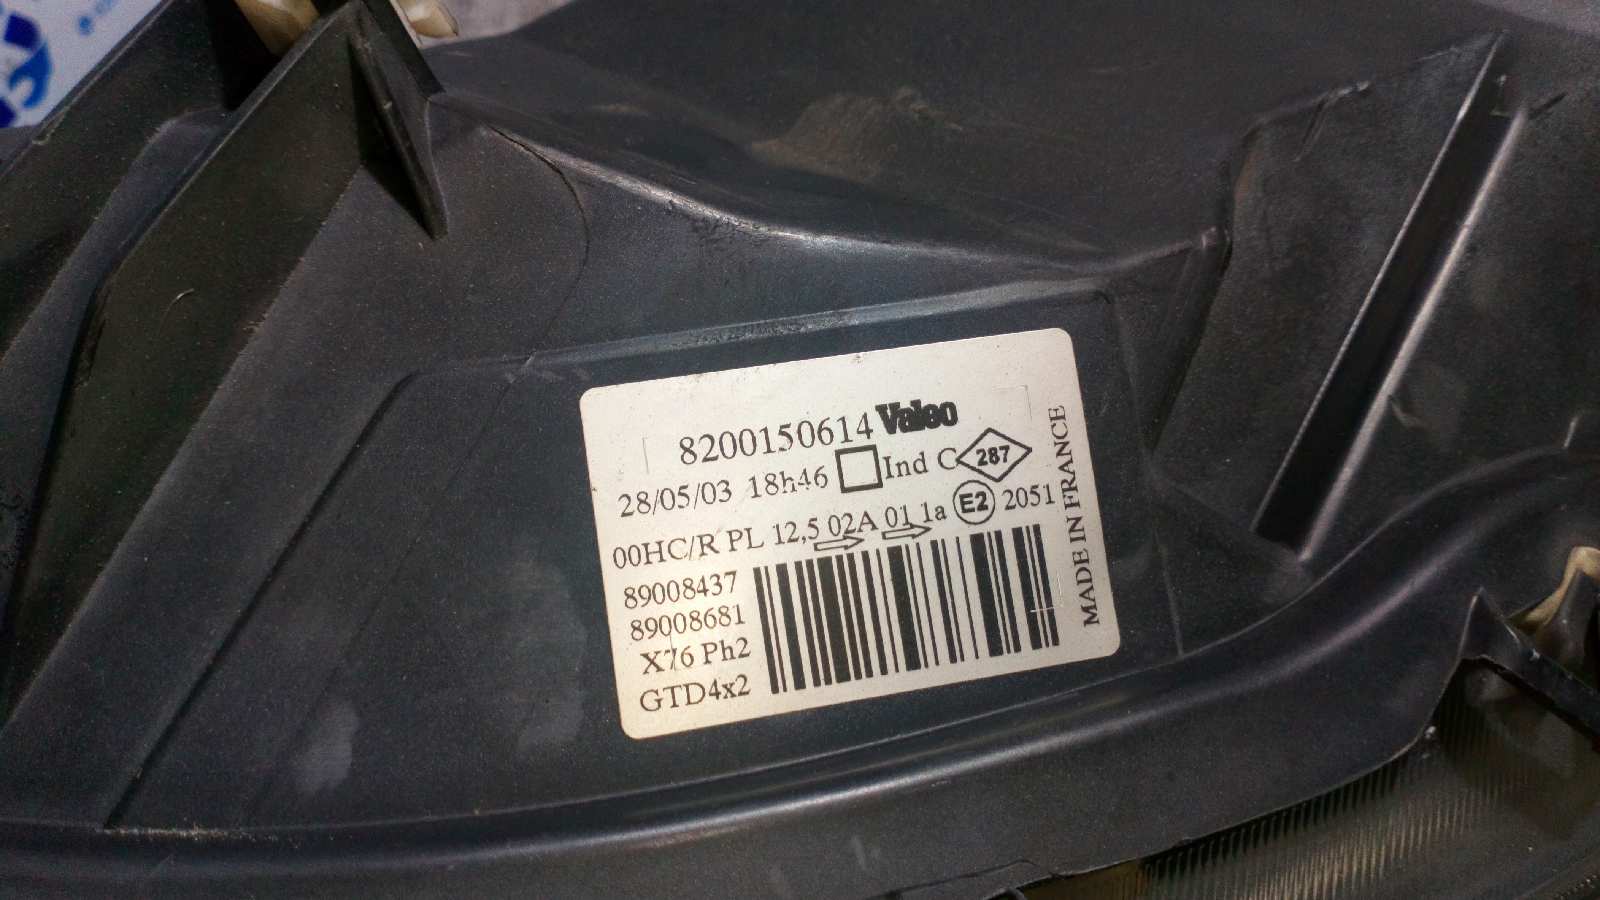 8200150614 Valeo
28/05/03 18h46 Ind C 287
00HC/R PL 12,5 02A 01 1a E2 2051
89008437
89008681
X76 Ph2
GTD4x2
MADE IN FRANCE